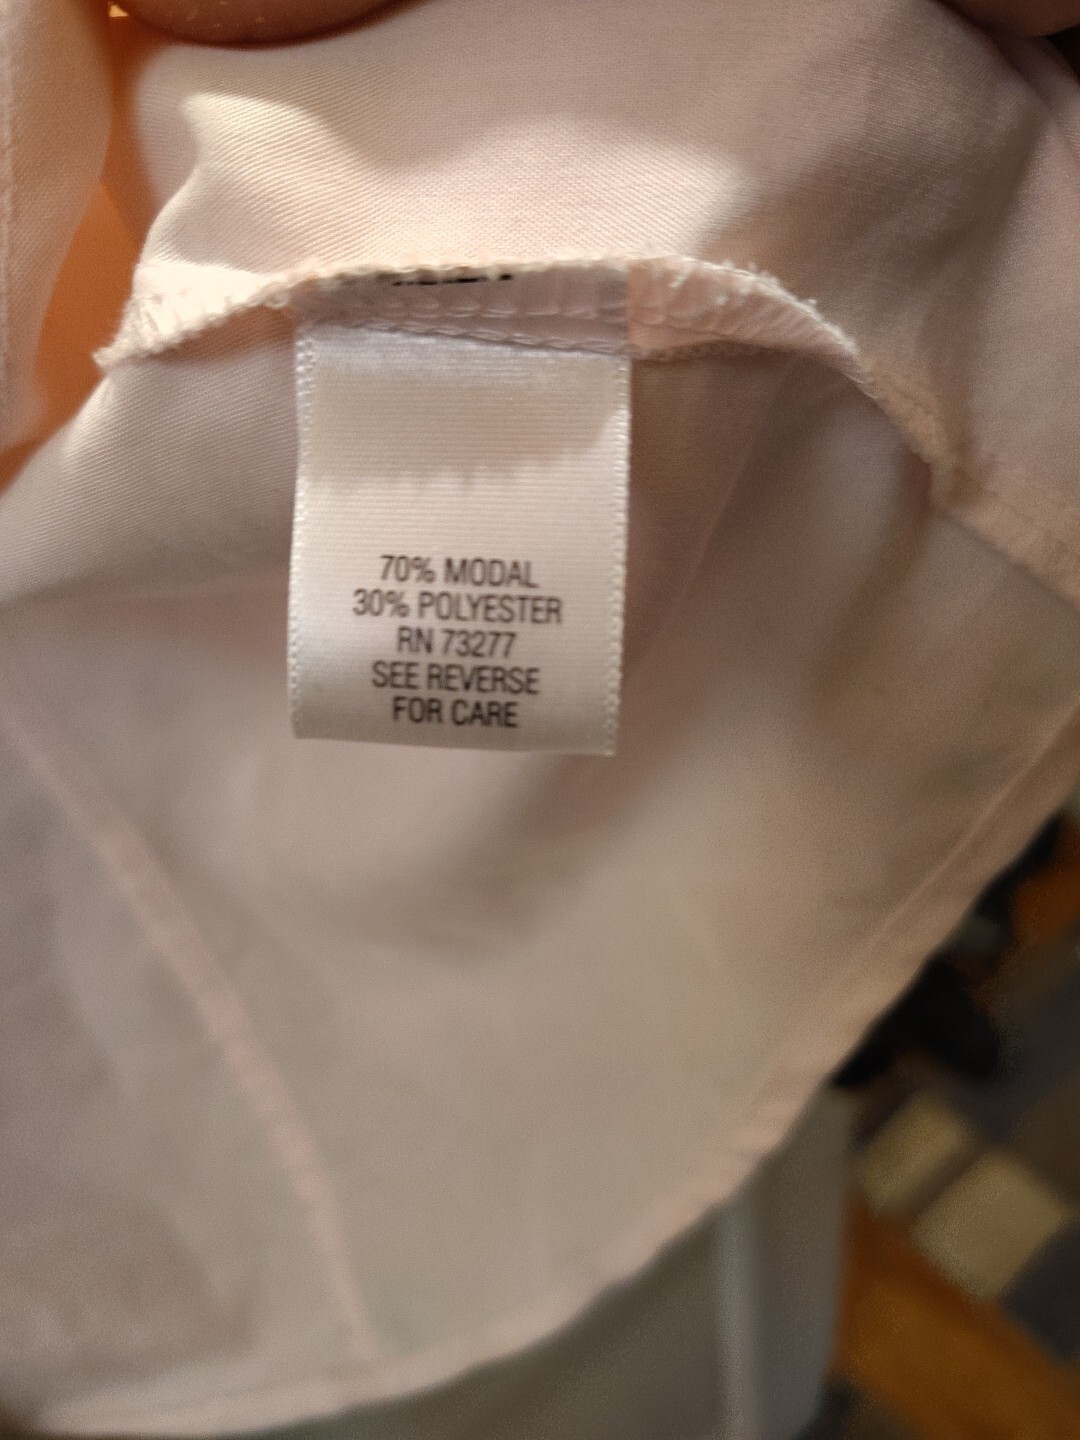 70% MODAL
30% POLYESTER
RN 73277
SEE REVERSE
FOR CARE